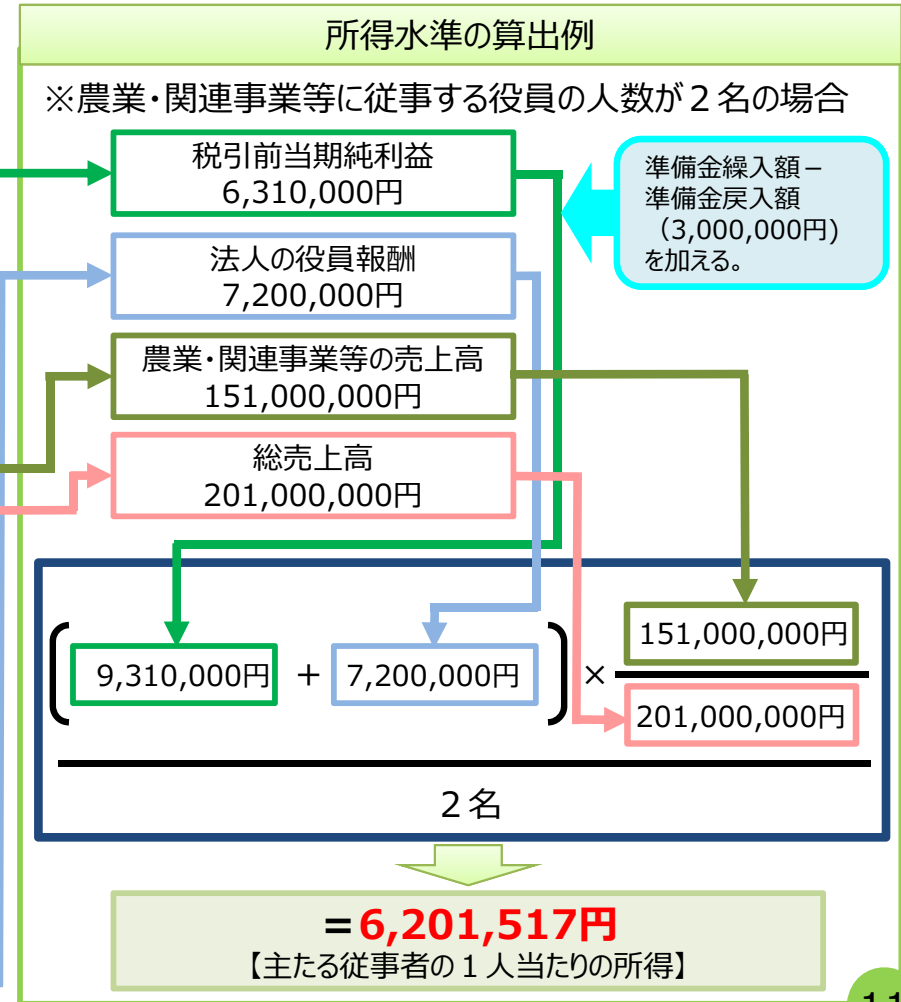 所得水準の算出例
※農業・関連事業等に従事する役員の人数が２名の場合
税引前当期純利益
6,310,000円
準備金繰入額－
準備金戻入額
（3,000,000円)
を加える。
法人の役員報酬
7,200,000円
農業・関連事業等の売上高
151,000,000円
総売上高
201,000,000円
9,310,000円 + 7,200,000円 ×
151,000,000円
201,000,000円
２名
＝6,201,517円
【主たる従事者の１人当たりの所得】
11